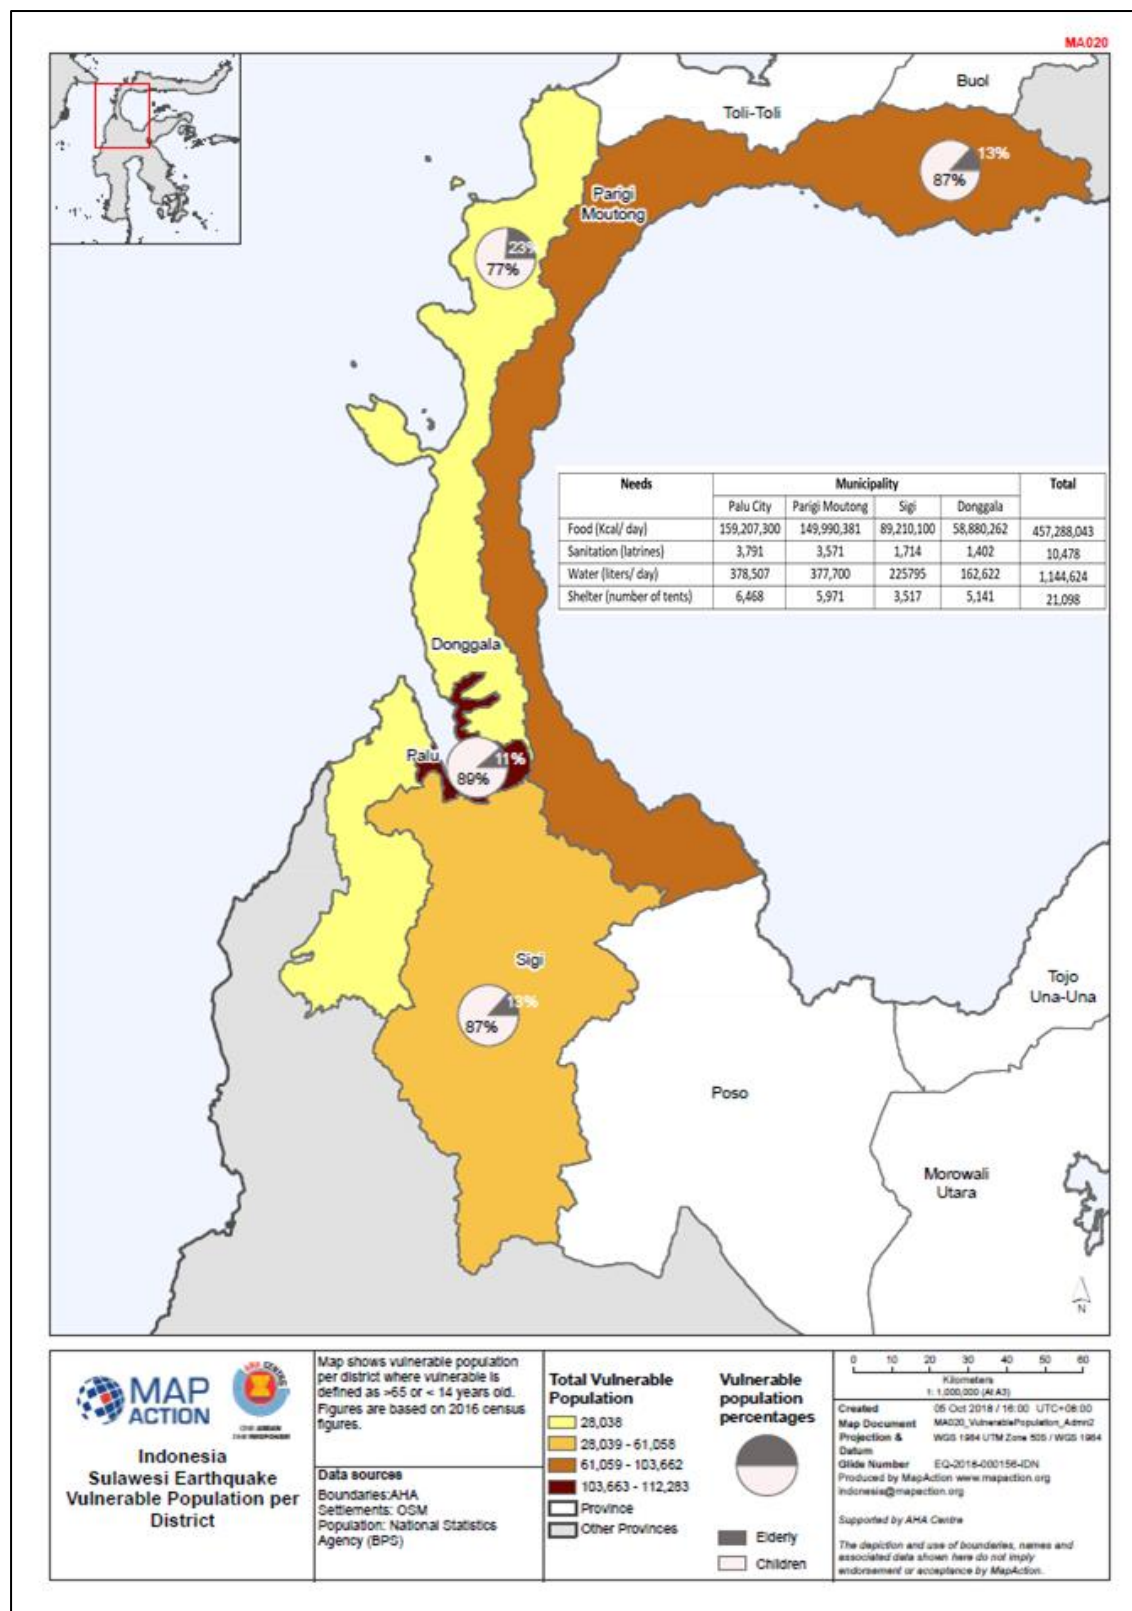 MA020
Buol
Toli-Toli
13%
87%
Parigi
Moutong
23%
77%
Needs Municipality Total
Palu City Parigi Moutong Sigi Donggala
Food (Kcal/ day) 159,207,300 149,990,381 89,210,100 58,880,262 457,288,043
Sanitation (latrines) 3,791 3,571 1,714 1,402 10,478
Water (liters/ day) 378,507 377,700 225795 162,622 1,144,624
Shelter (number of tents) 6,468 5,971 3,517 5,141 21,098
Donggala
Palu
11%
89%
Sigi
13%
87%
Tojo
Una-Una
Poso
Morowali
Utara
N
MAP
ACTION
AHA CENTRE
ONE ASEAN
ONE RESPONSE
Indonesia
Sulawesi Earthquake
Vulnerable Population per
District
Map shows vulnerable population
per district where vulnerable is
defined as >65 or < 14 years old.
Figures are based on 2016 census
figures.
Data sources
Boundaries:AHA
Settlements: OSM
Population: National Statistics
Agency (BPS)
Total Vulnerable
Population
28,038
28,039 - 61,058
61,059 - 103,662
103,663 - 112,283
Province
Other Provinces
Vulnerable
population
percentages
Elderly
Children
0 10 20 30 40 50 60
Kilometers
1: 1,000,000 (At A3)
Created 05 Oct 2018 / 16:00 UTC+08:00
Map Document MA020_VulnerablePopulation_Admn2
Projection & Datum WGS 1984 UTM Zone 50S / WGS 1984
Glide Number EQ-2018-000156-IDN
Produced by MapAction www.mapaction.org
indonesia@mapaction.org
Supported by AHA Centre
The depiction and use of boundaries, names and
associated data shown here do not imply
endorsement or acceptance by MapAction.